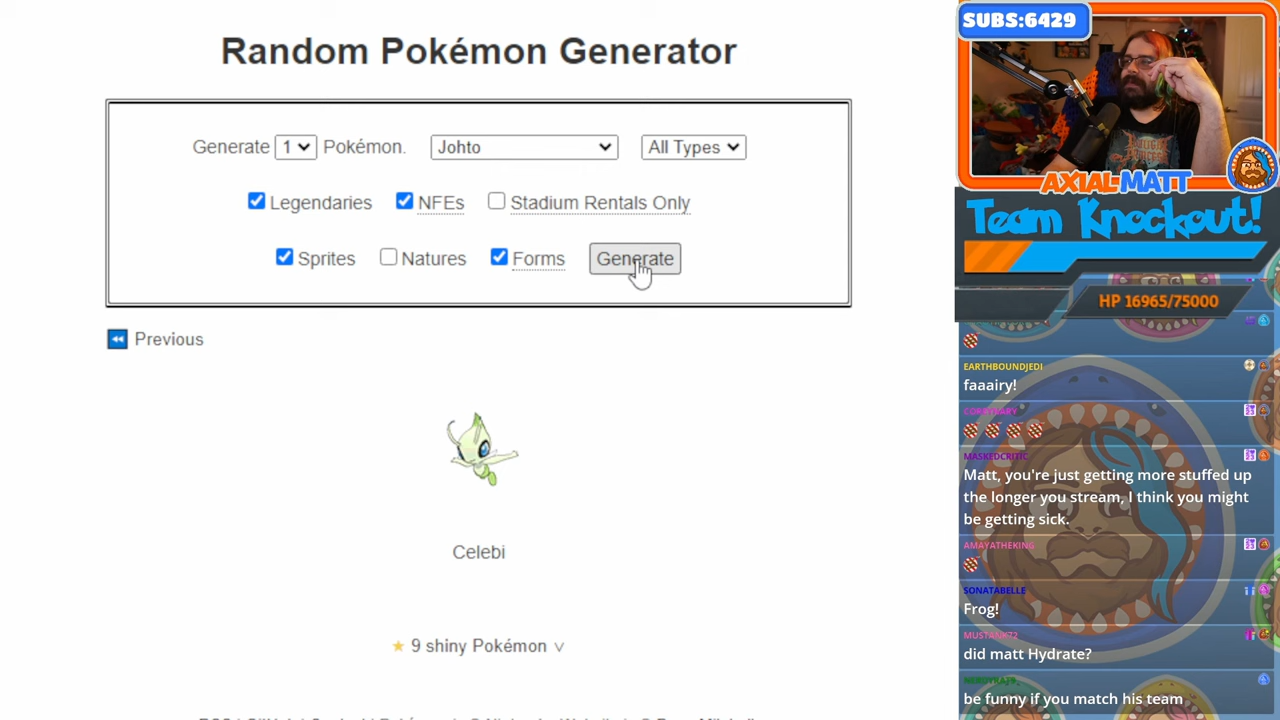 Random Pokémon Generator
Generate 1 Pokémon. Johto All Types
Legendaries NFEs Stadium Rentals Only
Sprites Natures Forms Generate
Previous
Celebi
9 shiny Pokémon
SUBS:6429
AXIALMATT
Team Knockout!
HP 16965/75000
EARTHBOUNDJEDI
faaairy!
MASKEDCRITIC
Matt, you're just getting more stuffed up
the longer you stream, I think you might
be getting sick.
AMAYATHEKING
SONATABELLE
Frog!
MUSTANK72
did matt Hydrate?
be funny if you match his team